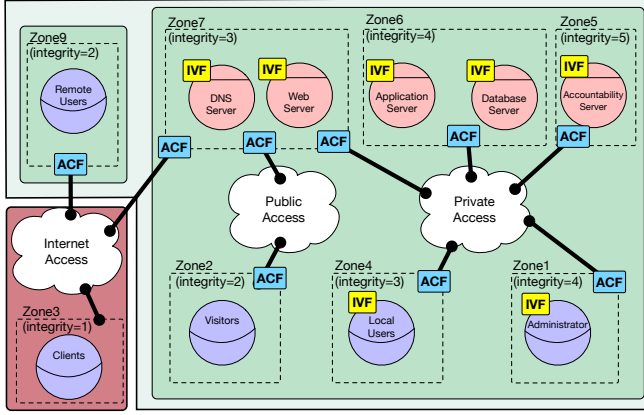 Zone9
(integrity=2)
Remote
Users
ACF
Zone7
(integrity=3)
IVF
DNS
Server
IVF
Web
Server
ACF
ACF
ACF
Zone6
(integrity=4)
IVF
Application
Server
IVF
Database
Server
ACF
Zone5
(integrity=5)
IVF
Accountability
Server
ACF
Internet
Access
Public
Access
Private
Access
Zone3
(integrity=1)
Clients
Zone2
(integrity=2)
ACF
Visitors
Zone4
(integrity=3)
ACF
IVF
Local
Users
Zone1
(integrity=4)
ACF
IVF
Administrator